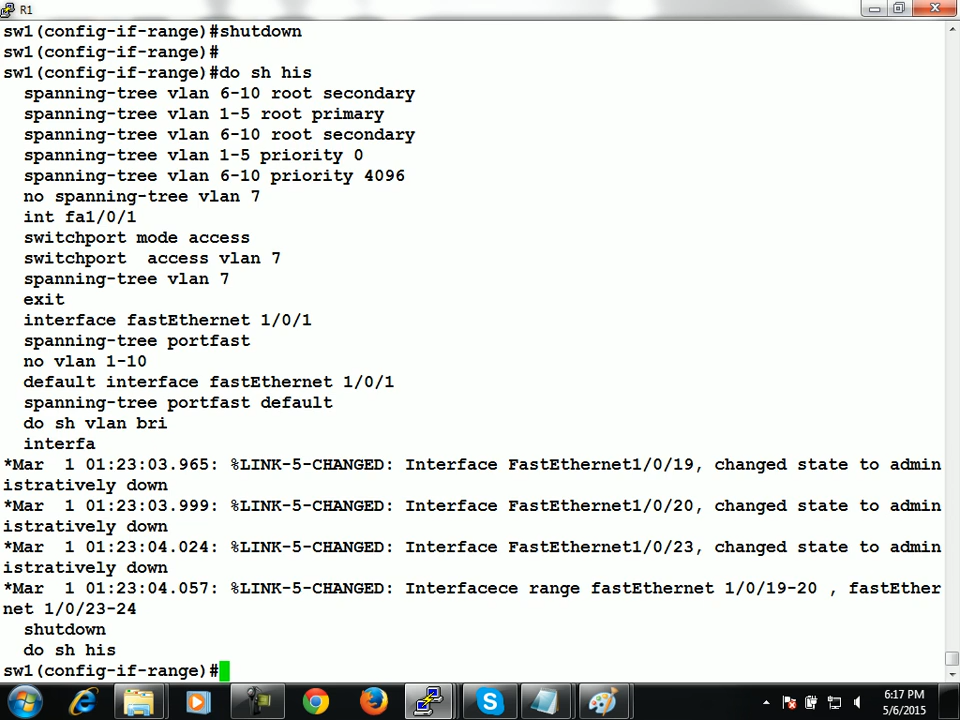 R1
sw1(config-if-range)#shutdown
sw1(config-if-range)#
sw1(config-if-range)#do sh his
  spanning-tree vlan 6-10 root secondary
  spanning-tree vlan 1-5 root primary
  spanning-tree vlan 6-10 root secondary
  spanning-tree vlan 1-5 priority 0
  spanning-tree vlan 6-10 priority 4096
  no spanning-tree vlan 7
  int fa1/0/1
  switchport mode access
  switchport  access vlan 7
  spanning-tree vlan 7
  exit
  interface fastEthernet 1/0/1
  spanning-tree portfast
  no vlan 1-10
  default interface fastEthernet 1/0/1
  spanning-tree portfast default
  do sh vlan bri
  interfa
*Mar  1 01:23:03.965: %LINK-5-CHANGED: Interface FastEthernet1/0/19, changed state to admin
istratively down
*Mar  1 01:23:03.999: %LINK-5-CHANGED: Interface FastEthernet1/0/20, changed state to admin
istratively down
*Mar  1 01:23:04.024: %LINK-5-CHANGED: Interface FastEthernet1/0/23, changed state to admin
istratively down
*Mar  1 01:23:04.057: %LINK-5-CHANGED: Interfacece range fastEthernet 1/0/19-20 , fastEther
net 1/0/23-24
  shutdown
  do sh his
sw1(config-if-range)#
6:17 PM
5/6/2015